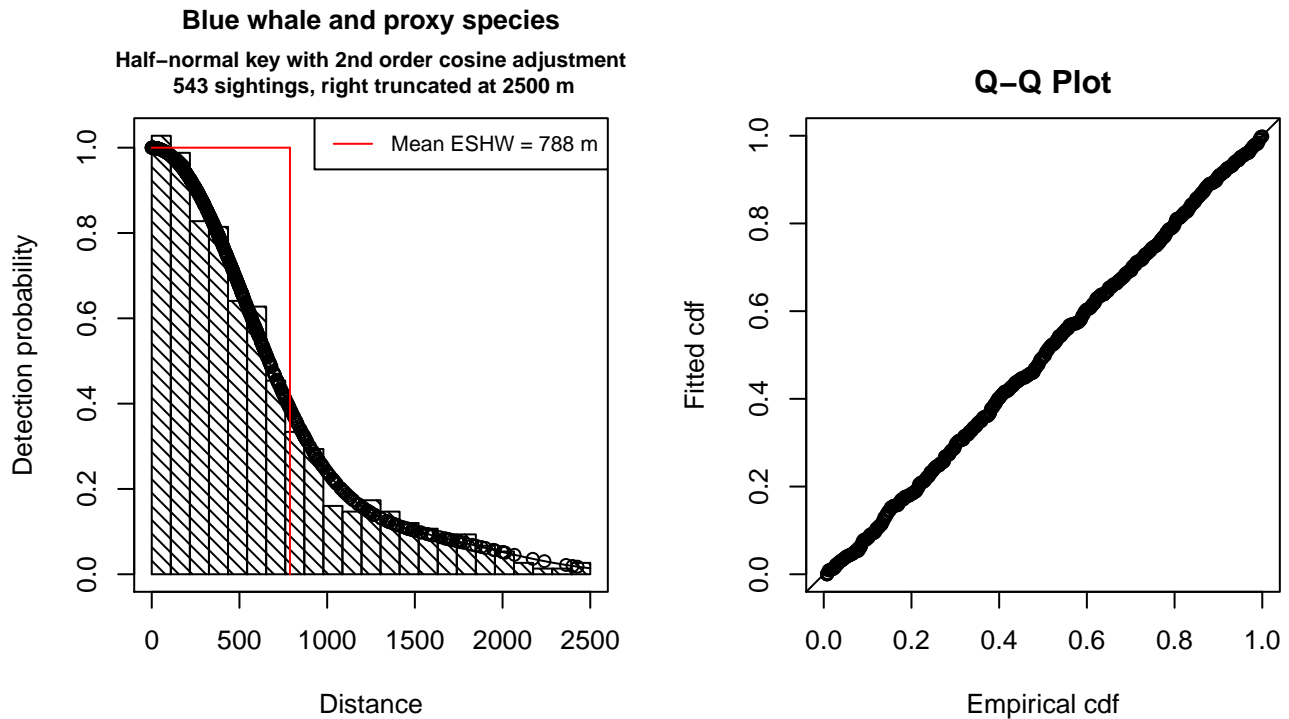 Blue whale and proxy species
Half−normal key with 2nd order cosine adjustment
543 sightings, right truncated at 2500 m
Mean ESHW = 788 m
Detection probability
0.0 0.2 0.4 0.6 0.8 1.0
0 500 1000 1500 2000 2500
Distance
Q−Q Plot
Fitted cdf
0.0 0.2 0.4 0.6 0.8 1.0
0.0 0.2 0.4 0.6 0.8 1.0
Empirical cdf